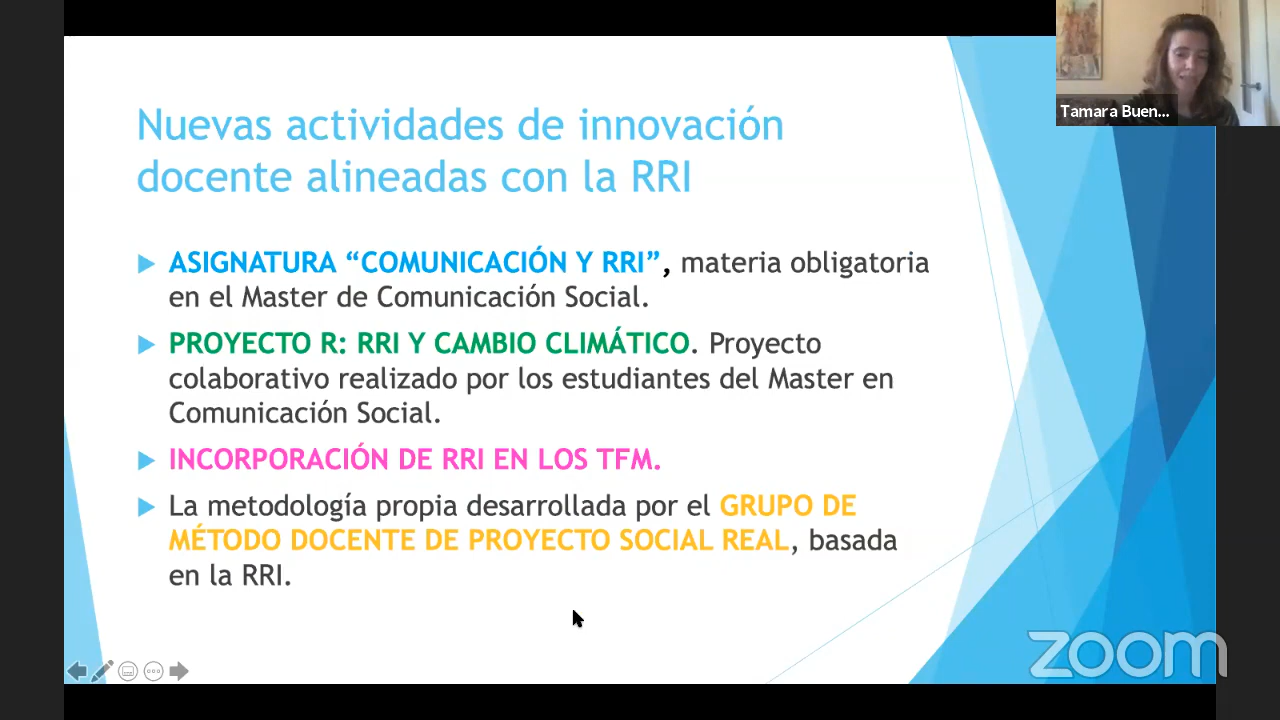 Nuevas actividades de innovación
docente alineadas con la RRI
ASIGNATURA “COMUNICACIÓN Y RRI”, materia obligatoria
en el Master de Comunicación Social.
PROYECTO R: RRI Y CAMBIO CLIMÁTICO. Proyecto
colaborativo realizado por los estudiantes del Master en
Comunicación Social.
INCORPORACIÓN DE RRI EN LOS TFM.
La metodología propia desarrollada por el GRUPO DE
MÉTODO DOCENTE DE PROYECTO SOCIAL REAL, basada
en la RRI.
Tamara Buen...
zoom